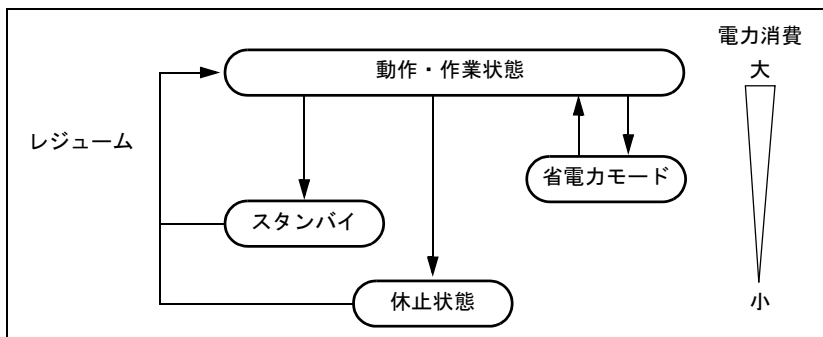 電力消費
大
動作・作業状態
レジューム
省電力モード
スタンバイ
休止状態
小